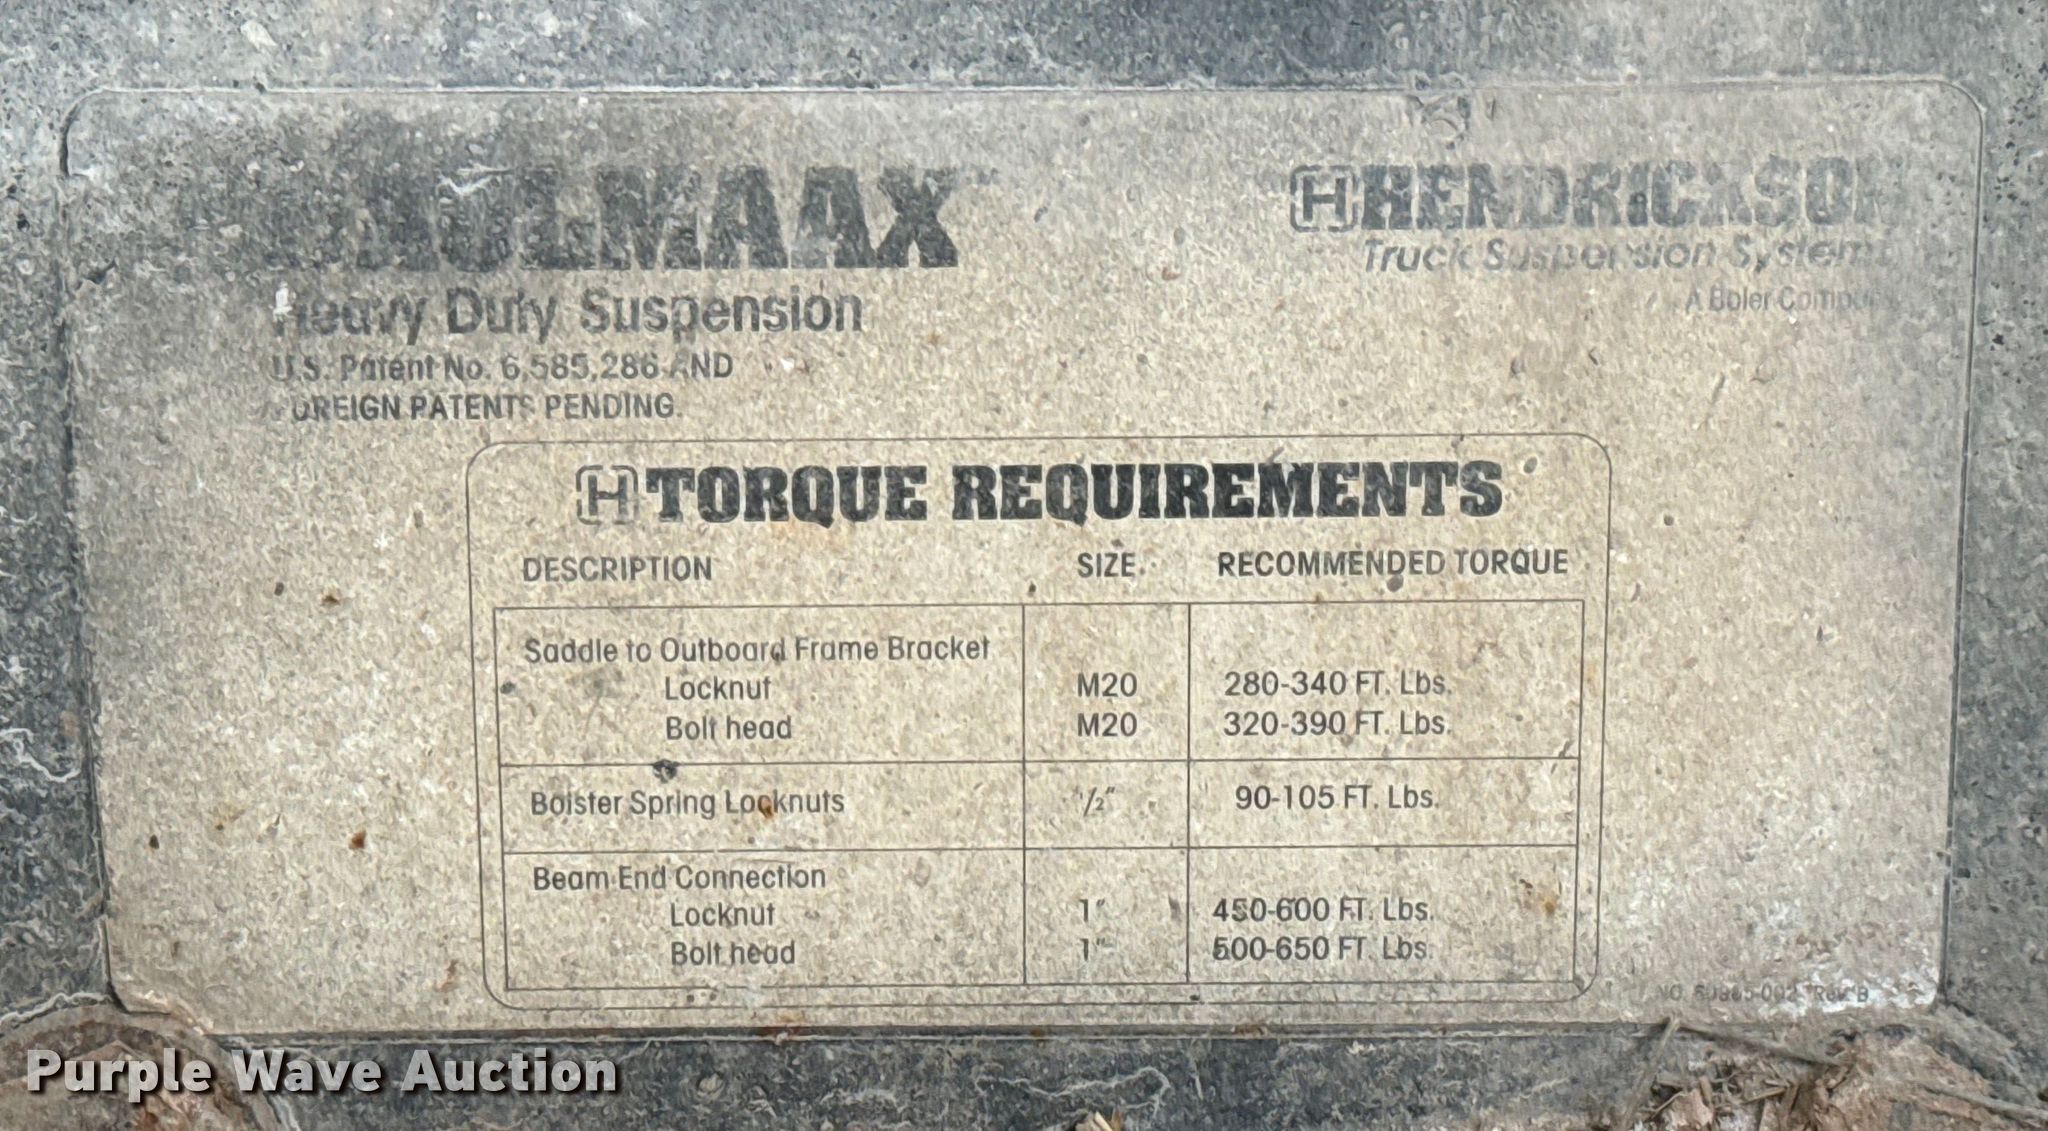 HAULMAAX
Heavy Duty Suspension
U.S. Patent No. 6,585,286 AND
FOREIGN PATENTS PENDING.
H HENDRICKSON
Truck Suspension Systems
A Boler Company
H TORQUE REQUIREMENTS
DESCRIPTION SIZE RECOMMENDED TORQUE
Saddle to Outboard Frame Bracket
Locknut M20 280-340 FT. Lbs.
Bolt head M20 320-390 FT. Lbs.
Bolster Spring Locknuts 1/2" 90-105 FT. Lbs.
Beam End Connection
Locknut 1" 450-600 FT. Lbs.
Bolt head 1" 500-650 FT. Lbs.
NO. Rev B
Purple Wave Auction